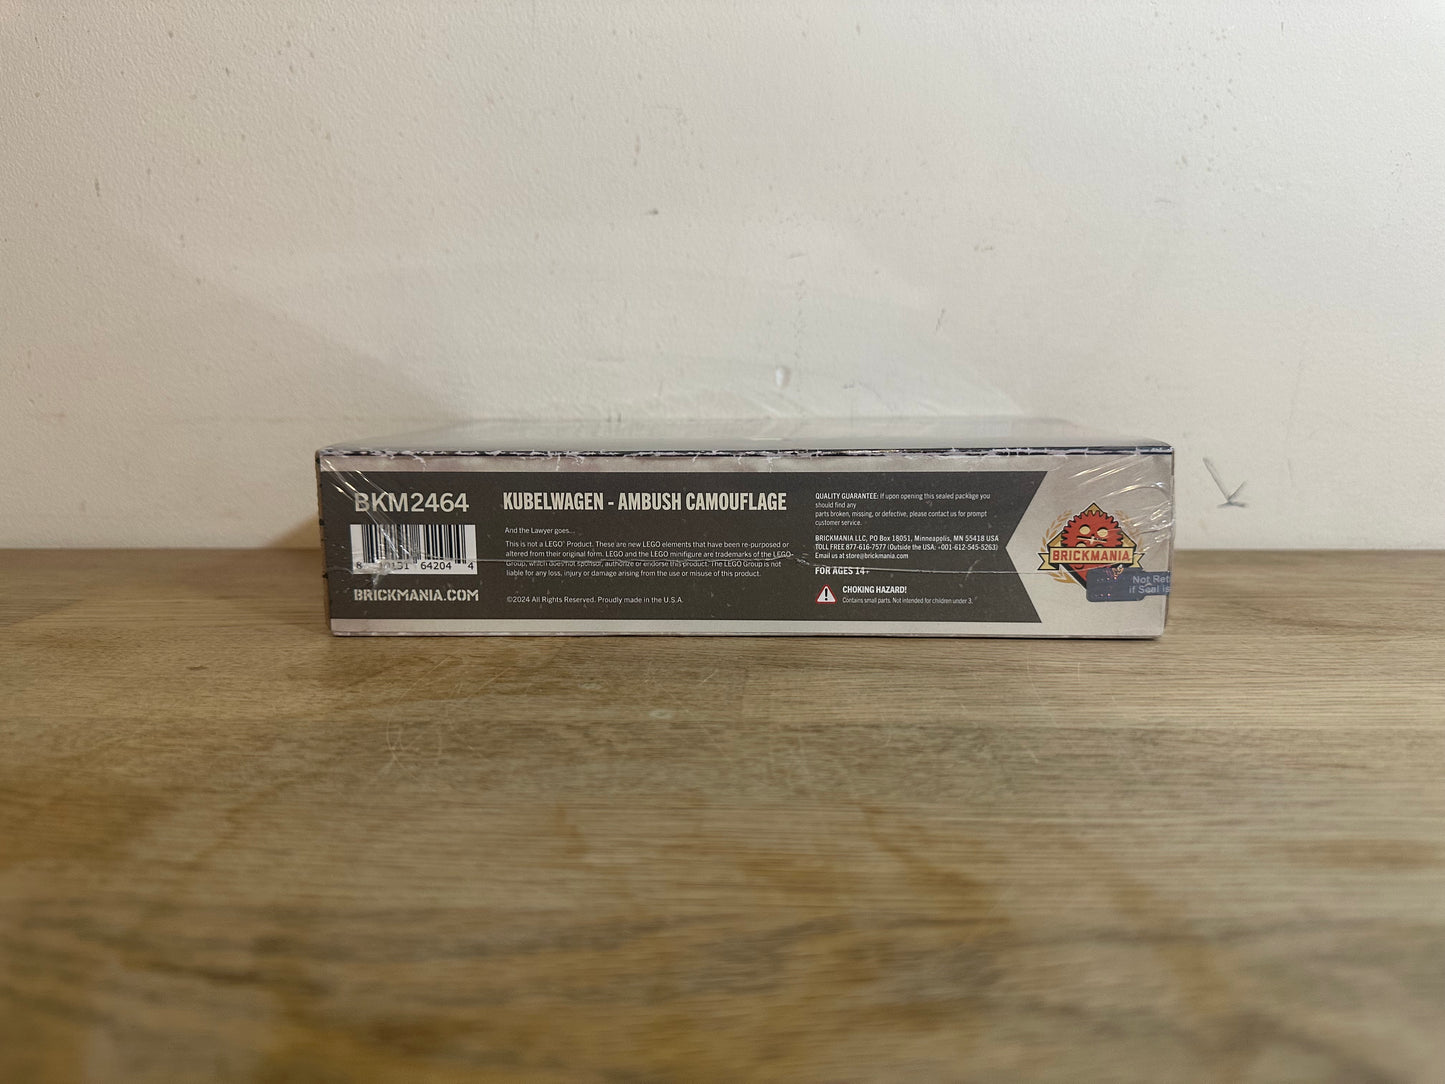 BKM2464
64204 4
BRICKMANIA.COM
KUBELWAGEN - AMBUSH CAMOUFLAGE
And the Lawyer goes...
This is not a LEGO® Product. These are new LEGO elements that have been re-purposed or
altered from their original form. LEGO and the LEGO minifigure are trademarks of the LEGO
Group, which does not sponsor, authorize or endorse this product. The LEGO Group is not
liable for any loss, injury or damage arising from the use or misuse of this product.
©2024 All Rights Reserved. Proudly made in the U.S.A.
QUALITY GUARANTEE: If upon opening this sealed package you
should find any
parts broken, missing, or defective, please contact us for prompt
customer service.
BRICKMANIA LLC, PO Box 18051, Minneapolis, MN 55418 USA
TOLL FREE 877-616-7577 (Outside the USA: +001-612-545-5263)
Email us at store@brickmania.com
FOR AGES 14+
CHOKING HAZARD!
Contains small parts. Not intended for children under 3.
BRICKMANIA
Not Ret
if Seal is